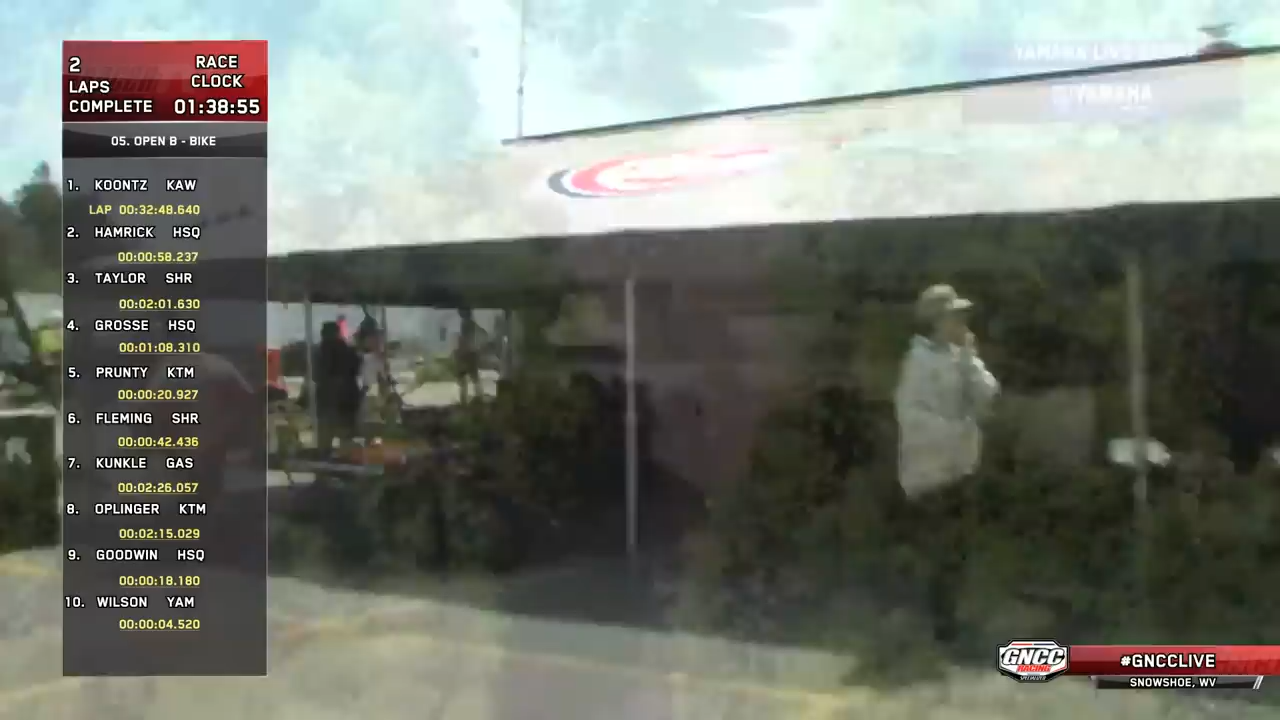 2
LAPS
COMPLETE
RACE
CLOCK
01:38:55
05. OPEN B - BIKE
1. KOONTZ KAW
LAP 00:32:48.640
2. HAMRICK HSQ
00:00:58.237
3. TAYLOR SHR
00:02:01.630
4. GROSSE HSQ
00:01:08.310
5. PRUNTY KTM
00:00:20.927
6. FLEMING SHR
00:00:42.436
7. KUNKLE GAS
00:02:26.057
8. OPLINGER KTM
00:02:15.029
9. GOODWIN HSQ
00:00:18.180
10. WILSON YAM
00:00:04.520
YAMAHA
YAMAHA
GNCC
RACING
#GNCCLIVE
SNOWSHOE, WV